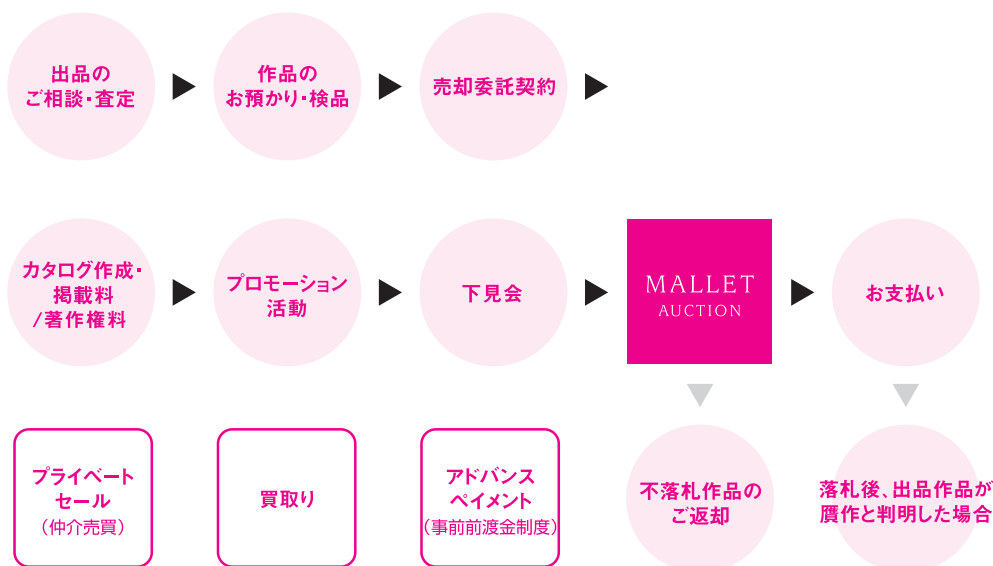 出品の
ご相談・査定
作品の
お預かり・検品
売却委託契約
カタログ作成・
掲載料
/著作権料
プロモーション
活動
下見会
MALLET
AUCTION
お支払い
プライベート
セール
（仲介売買）
買取り
アドバンス
ペイメント
（事前前渡金制度）
不落札作品の
ご返却
落札後、出品作品が
贋作と判明した場合